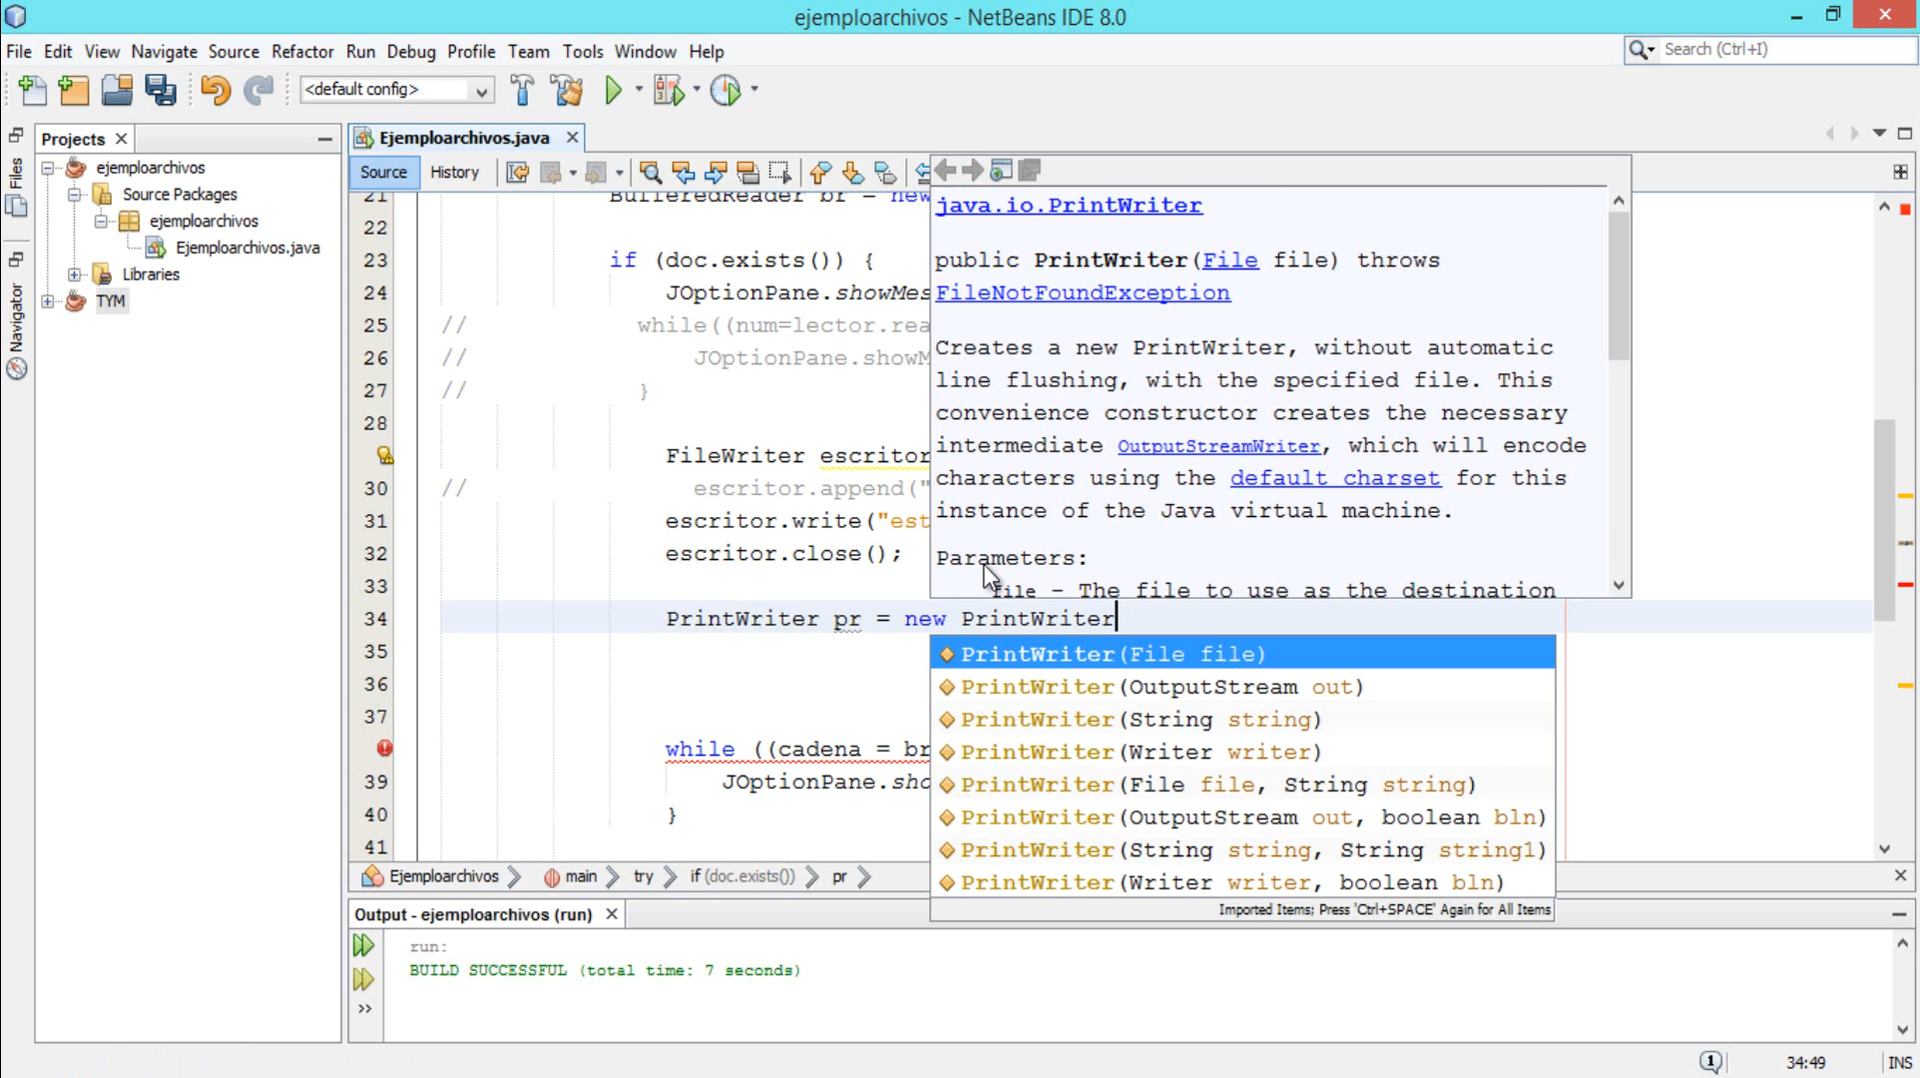 ejemploarchivos - NetBeans IDE 8.0
File Edit View Navigate Source Refactor Run Debug Profile Team Tools Window Help
Search (Ctrl+I)
<default config>
Projects
Ejemploarchivos.java
Files
Navigator
ejemploarchivos
Source Packages
ejemploarchivos
Ejemploarchivos.java
Libraries
TYM
Source History
21 BufferedReader br = new
22
23 if (doc.exists()) {
24 JOptionPane.showMes
25 // while((num=lector.rea
26 // JOptionPane.showM
27 // }
28
FileWriter escritor
30 // escritor.append("
31 escritor.write("est
32 escritor.close();
33
34 PrintWriter pr = new PrintWriter
35
36
37
while ((cadena = br
39 JOptionPane.sho
40 }
41
java.io.PrintWriter
public PrintWriter(File file) throws
FileNotFoundException
Creates a new PrintWriter, without automatic
line flushing, with the specified file. This
convenience constructor creates the necessary
intermediate OutputStreamWriter, which will encode
characters using the default charset for this
instance of the Java virtual machine.
Parameters:
file - The file to use as the destination
PrintWriter(File file)
PrintWriter(OutputStream out)
PrintWriter(String string)
PrintWriter(Writer writer)
PrintWriter(File file, String string)
PrintWriter(OutputStream out, boolean bln)
PrintWriter(String string, String string1)
PrintWriter(Writer writer, boolean bln)
Imported Items; Press 'Ctrl+SPACE' Again for All Items
Ejemploarchivos main try if (doc.exists()) pr
Output - ejemploarchivos (run)
run:
BUILD SUCCESSFUL (total time: 7 seconds)
1
34:49 INS